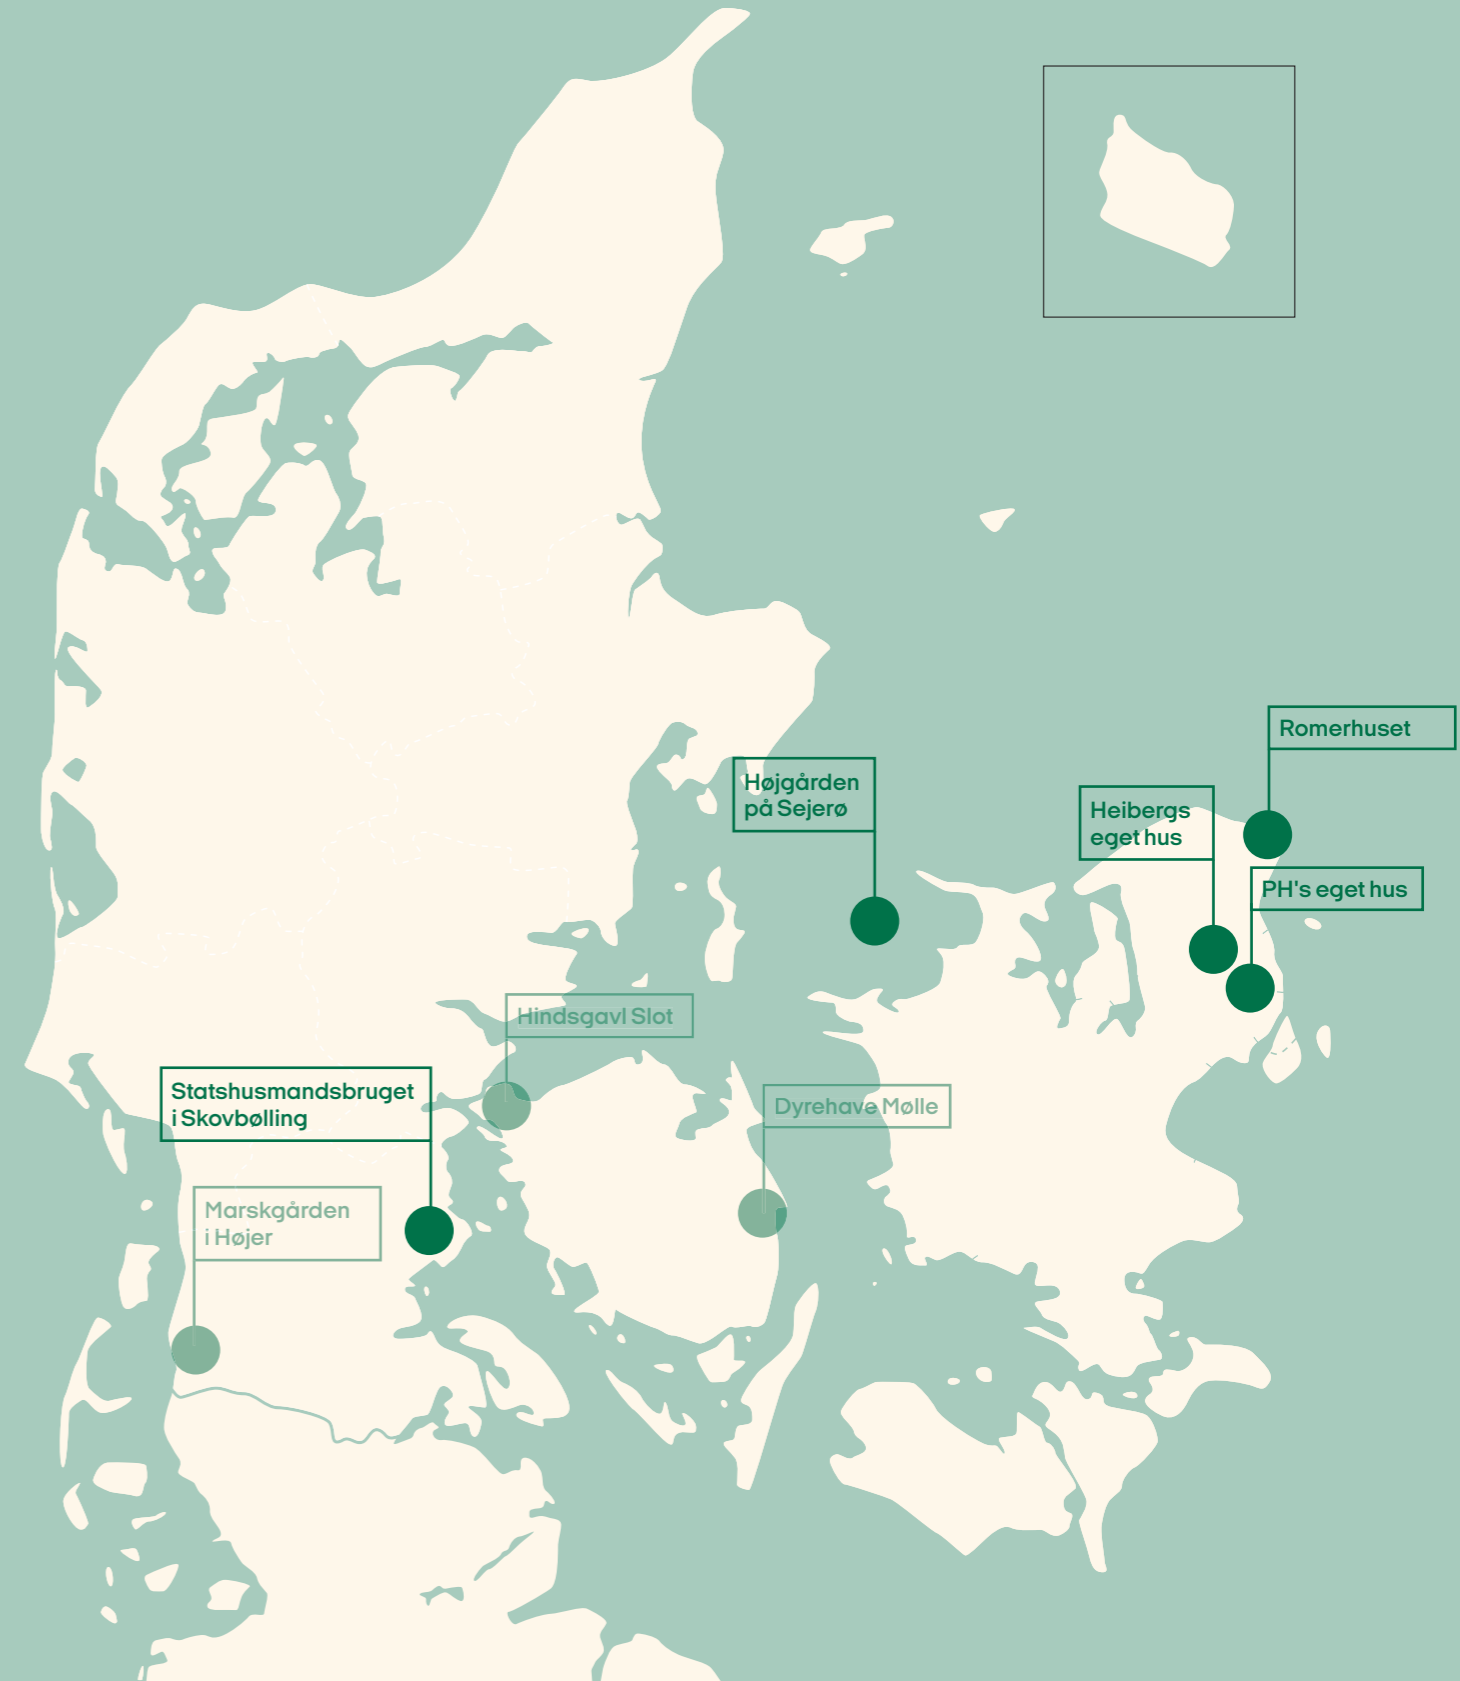 Romerhuset
Højgården
på Sejerø
Heibergs
eget hus
PH's eget hus
Hindsgavl Slot
Statshusmandsbruget
i Skovbølling
Dyrehave Mølle
Marskgården
i Højer